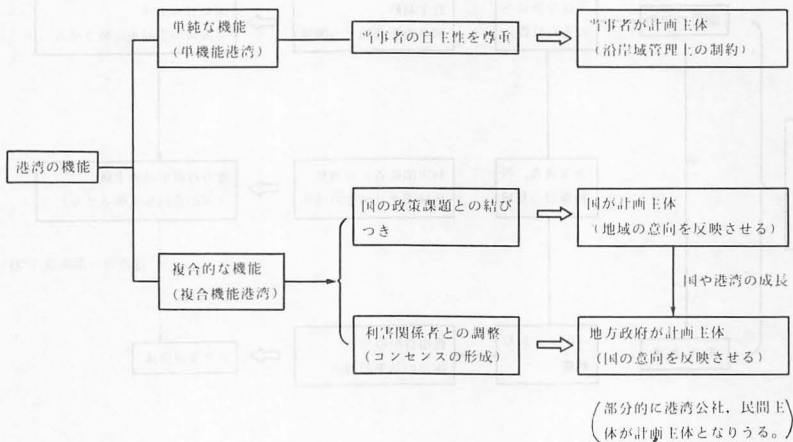 単純な機能
(単機能港湾)
当事者の自主性を尊重
当事者が計画主体
(沿岸域管理上の制約)
港湾の機能
複合的な機能
(複合機能港湾)
国の政策課題との結び
つき
国が計画主体
(地域の意向を反映させる)
国や港湾の成長
利害関係者との調整
(コンセンスの形成)
地方政府が計画主体
(国の意向を反映させる)
(部分的に港湾公社,民間主
体が計画主体となりうる。)